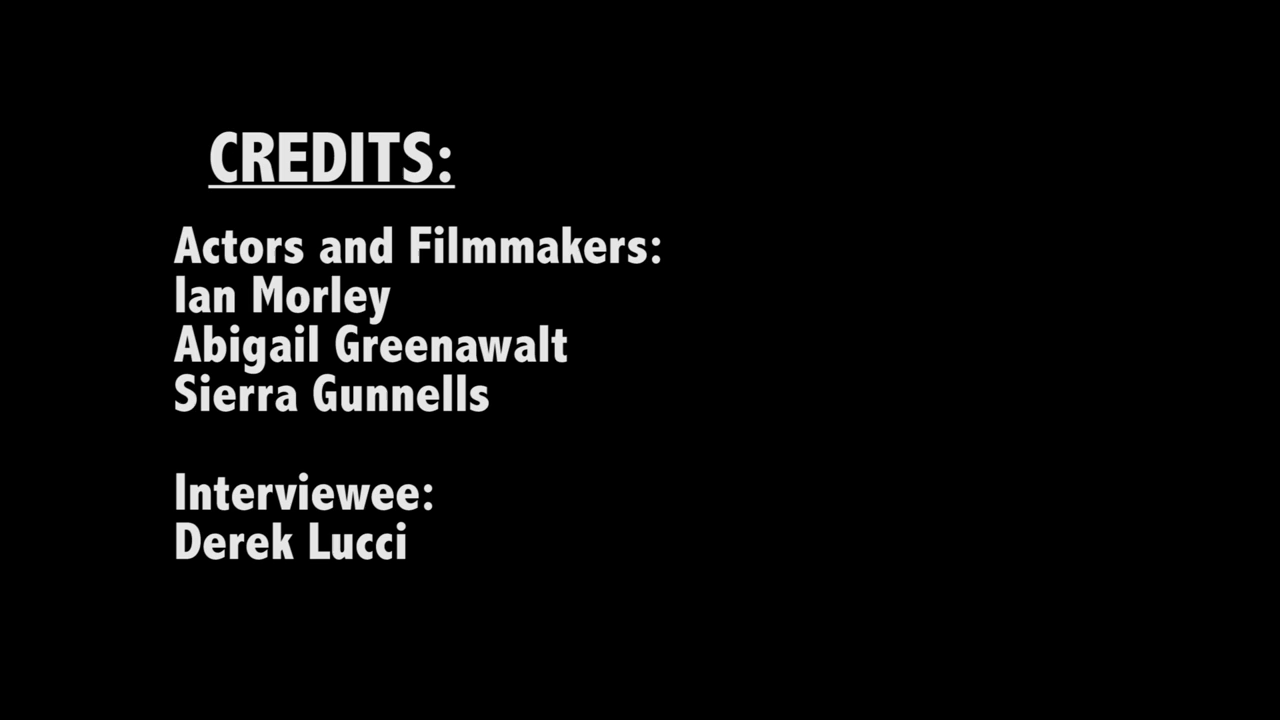 CREDITS:
Actors and Filmmakers:
Ian Morley
Abigail Greenawalt
Sierra Gunnells
Interviewee:
Derek Lucci